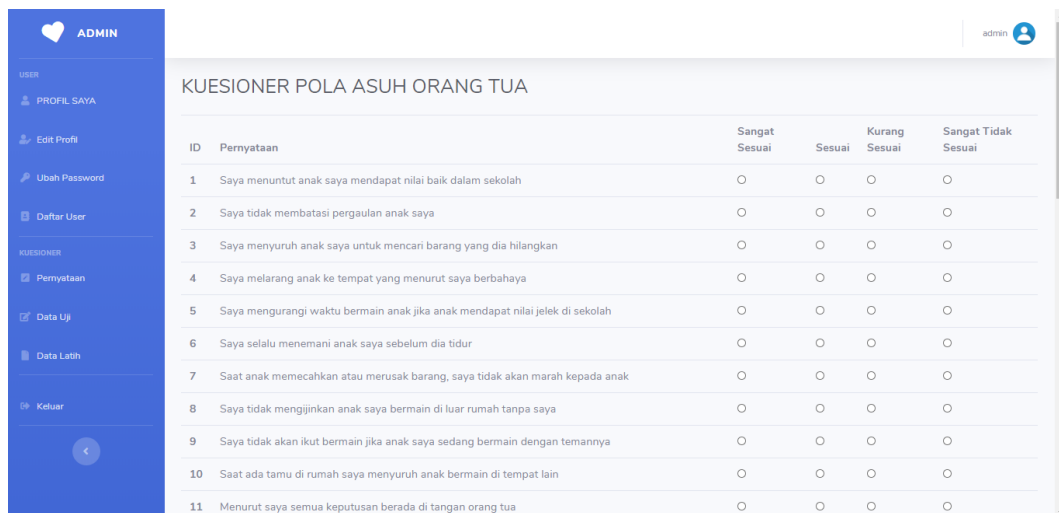 ADMIN
admin
USER
PROFIL SAYA
Edit Profil
Ubah Password
Daftar User
KUESIONER
Pernyataan
Data Uji
Data Latih
Keluar
KUESIONER POLA ASUH ORANG TUA
ID Pernyataan Sangat Sesuai Sesuai Kurang Sesuai Sangat Tidak Sesuai
1 Saya menuntut anak saya mendapat nilai baik dalam sekolah
2 Saya tidak membatasi pergaulan anak saya
3 Saya menyuruh anak saya untuk mencari barang yang dia hilangkan
4 Saya melarang anak ke tempat yang menurut saya berbahaya
5 Saya mengurangi waktu bermain anak jika anak mendapat nilai jelek di sekolah
6 Saya selalu menemani anak saya sebelum dia tidur
7 Saat anak memecahkan atau merusak barang, saya tidak akan marah kepada anak
8 Saya tidak mengijinkan anak saya bermain di luar rumah tanpa saya
9 Saya tidak akan ikut bermain jika anak saya sedang bermain dengan temannya
10 Saat ada tamu di rumah saya menyuruh anak bermain di tempat lain
11 Menurut saya semua keputusan berada di tangan orang tua